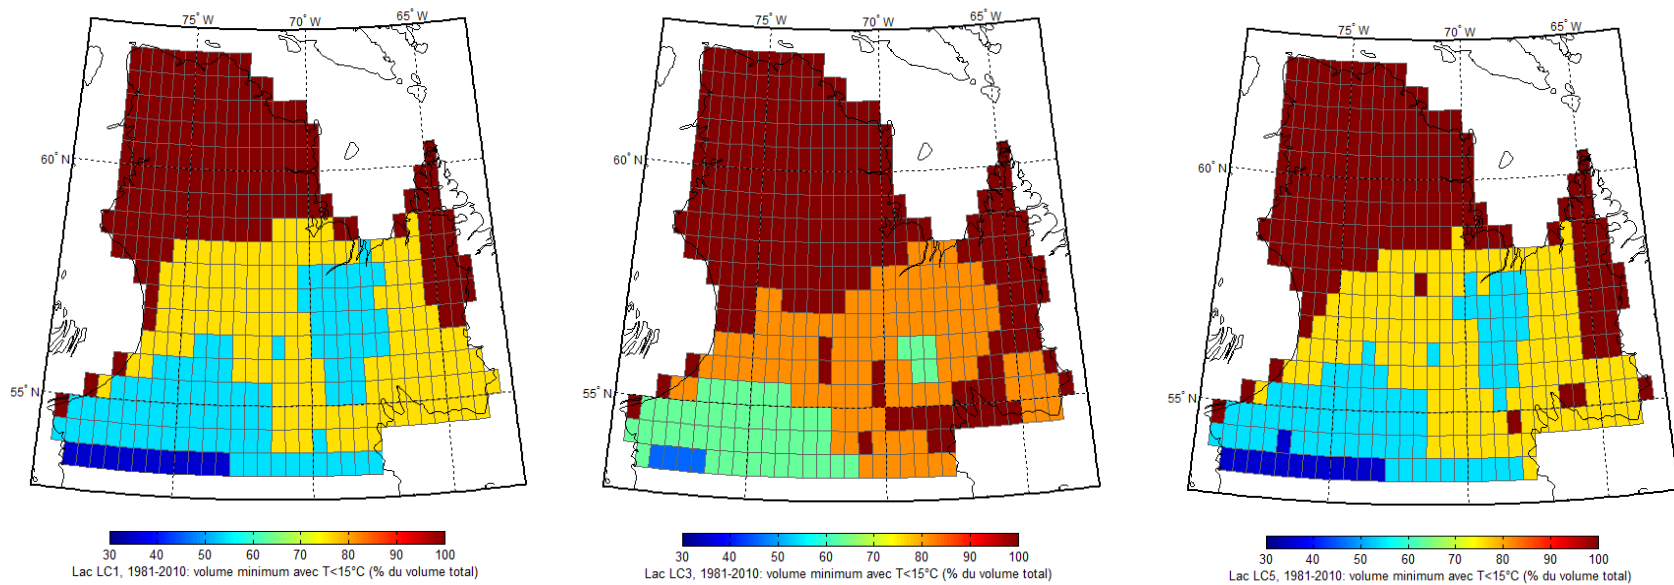 75° W 70° W 65° W
60° N
55° N
30 40 50 60 70 80 90 100
Lac LC1, 1981-2010: volume minimum avec T<15°C (% du volume total)
75° W 70° W 65° W
60° N
55° N
30 40 50 60 70 80 90 100
Lac LC3, 1981-2010: volume minimum avec T<15°C (% du volume total)
75° W 70° W 65° W
60° N
55° N
30 40 50 60 70 80 90 100
Lac LC5, 1981-2010: volume minimum avec T<15°C (% du volume total)